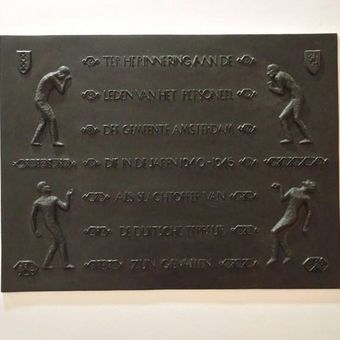 TER HERINNERING AAN DE
LEDEN VAN HET PERSONEEL
DER GEMEENTE AMSTERDAM
DIE IN DE JAREN 1940-1945
ALS SLACHTOFFER VAN
DE DUITSCHE TERREUR
ZIJN GEVALLEN